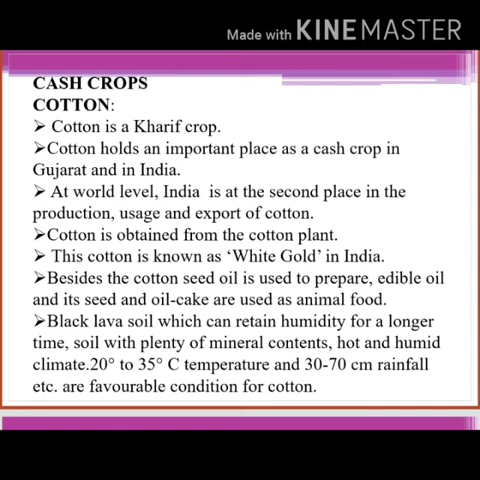 Made with KINEMASTER
CASH CROPS
COTTON:
➢ Cotton is a Kharif crop.
➢Cotton holds an important place as a cash crop in
Gujarat and in India.
➢ At world level, India is at the second place in the
production, usage and export of cotton.
➢Cotton is obtained from the cotton plant.
➢ This cotton is known as ‘White Gold’ in India.
➢Besides the cotton seed oil is used to prepare, edible oil
and its seed and oil-cake are used as animal food.
➢Black lava soil which can retain humidity for a longer
time, soil with plenty of mineral contents, hot and humid
climate.20° to 35° C temperature and 30-70 cm rainfall
etc. are favourable condition for cotton.